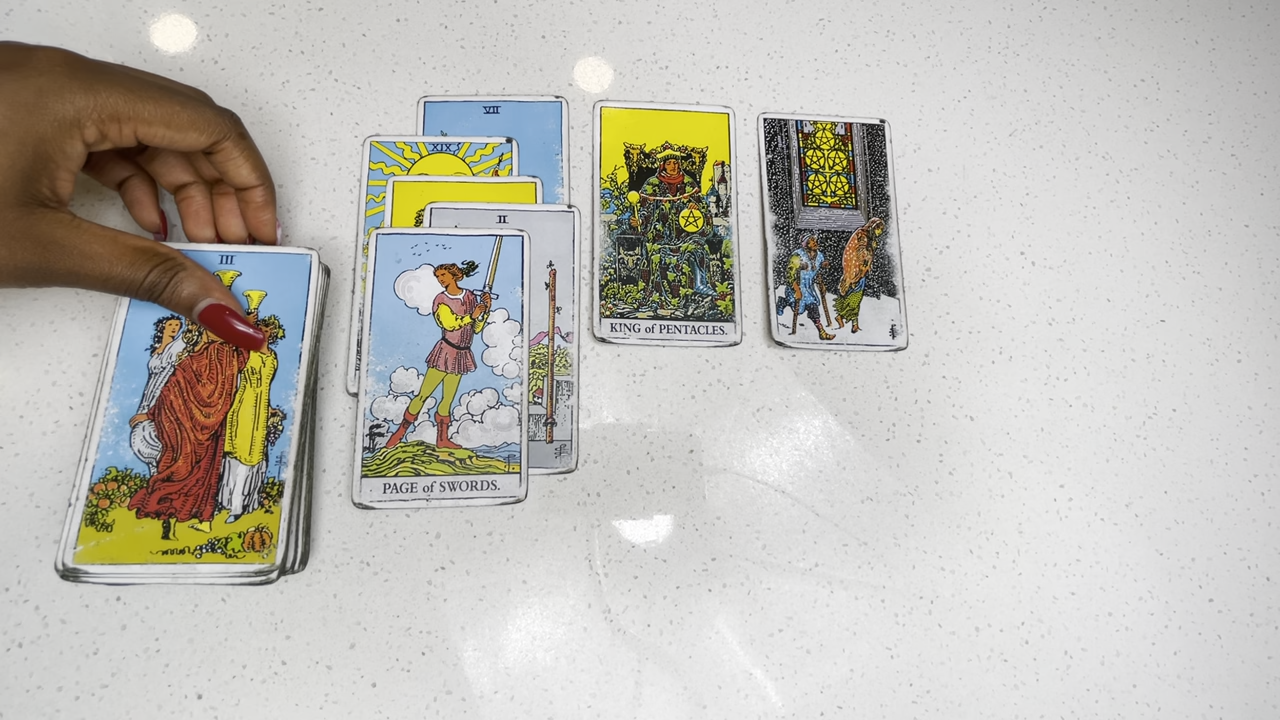 VII
XIX
II
III
PAGE of SWORDS.
KING of PENTACLES.